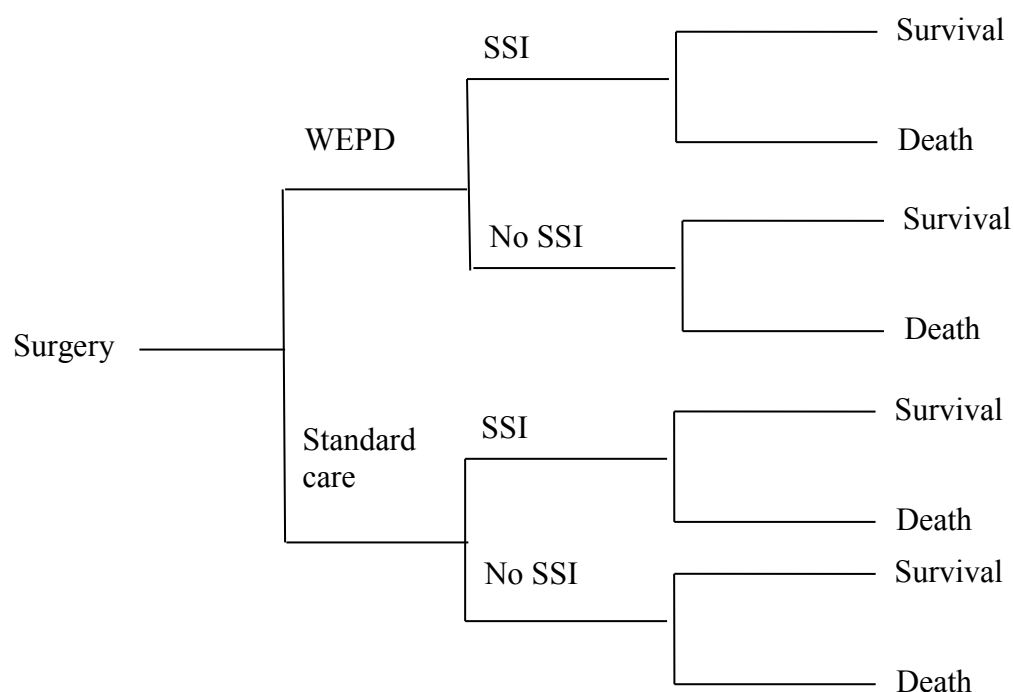 Survival
SSI
Death
WEPD
Survival
No SSI
Death
Surgery
Survival
SSI
Standard
care
Death
No SSI
Survival
Death